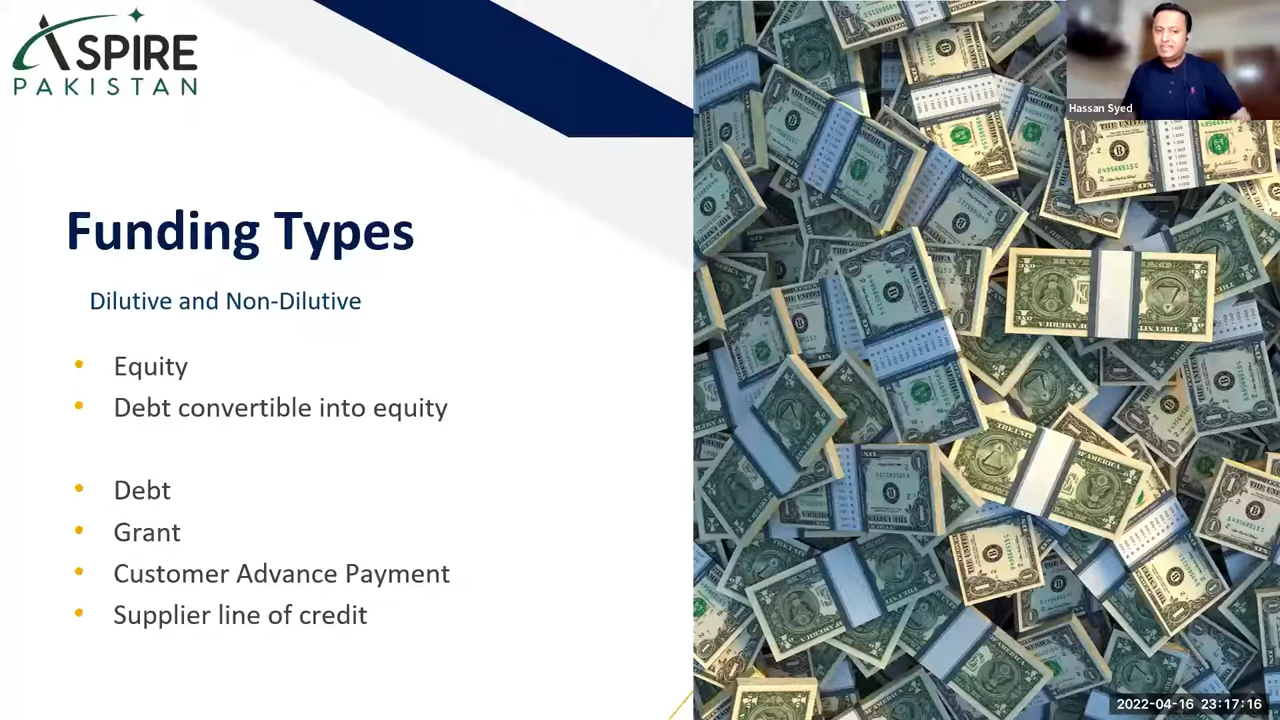 ASPIRE
PAKISTAN
Hassan Syed
Funding Types
Dilutive and Non-Dilutive
• Equity
• Debt convertible into equity
• Debt
• Grant
• Customer Advance Payment
• Supplier line of credit
2022-04-16 23:17:16